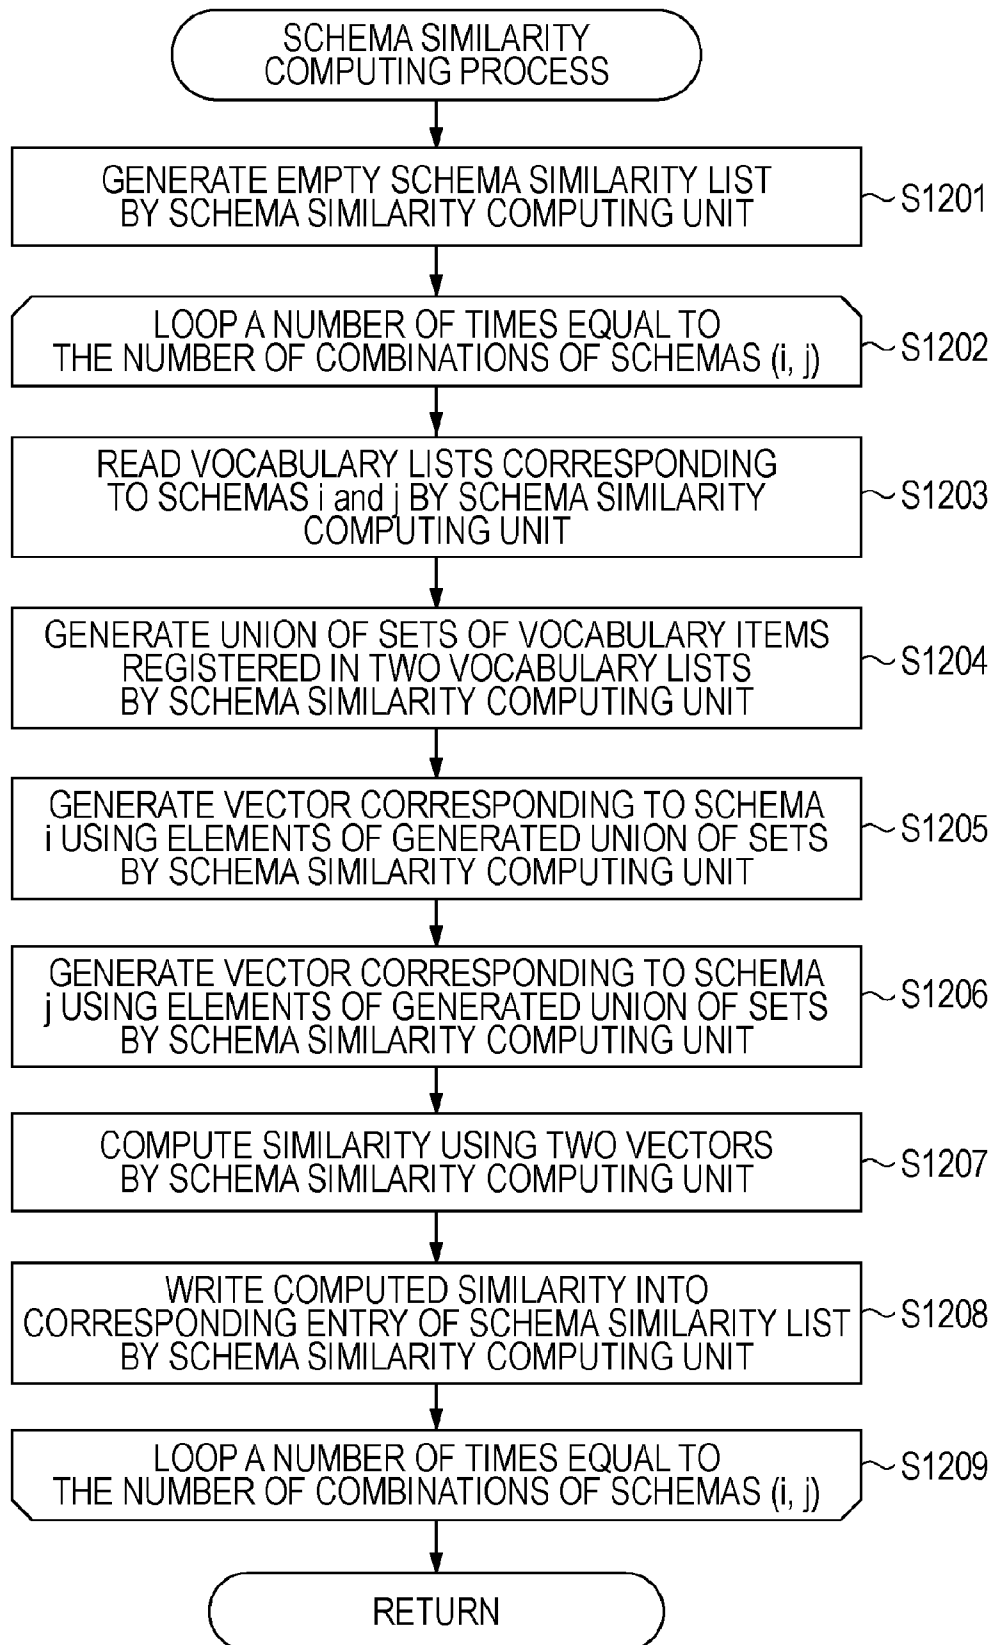 SCHEMA SIMILARITY
COMPUTING PROCESS
GENERATE EMPTY SCHEMA SIMILARITY LIST
BY SCHEMA SIMILARITY COMPUTING UNIT
S1201
LOOP A NUMBER OF TIMES EQUAL TO
THE NUMBER OF COMBINATIONS OF SCHEMAS (i, j)
S1202
READ VOCABULARY LISTS CORRESPONDING
TO SCHEMAS i and j BY SCHEMA SIMILARITY
COMPUTING UNIT
S1203
GENERATE UNION OF SETS OF VOCABULARY ITEMS
REGISTERED IN TWO VOCABULARY LISTS
BY SCHEMA SIMILARITY COMPUTING UNIT
S1204
GENERATE VECTOR CORRESPONDING TO SCHEMA
i USING ELEMENTS OF GENERATED UNION OF SETS
BY SCHEMA SIMILARITY COMPUTING UNIT
S1205
GENERATE VECTOR CORRESPONDING TO SCHEMA
j USING ELEMENTS OF GENERATED UNION OF SETS
BY SCHEMA SIMILARITY COMPUTING UNIT
S1206
COMPUTE SIMILARITY USING TWO VECTORS
BY SCHEMA SIMILARITY COMPUTING UNIT
S1207
WRITE COMPUTED SIMILARITY INTO
CORRESPONDING ENTRY OF SCHEMA SIMILARITY LIST
BY SCHEMA SIMILARITY COMPUTING UNIT
S1208
LOOP A NUMBER OF TIMES EQUAL TO
THE NUMBER OF COMBINATIONS OF SCHEMAS (i, j)
S1209
RETURN